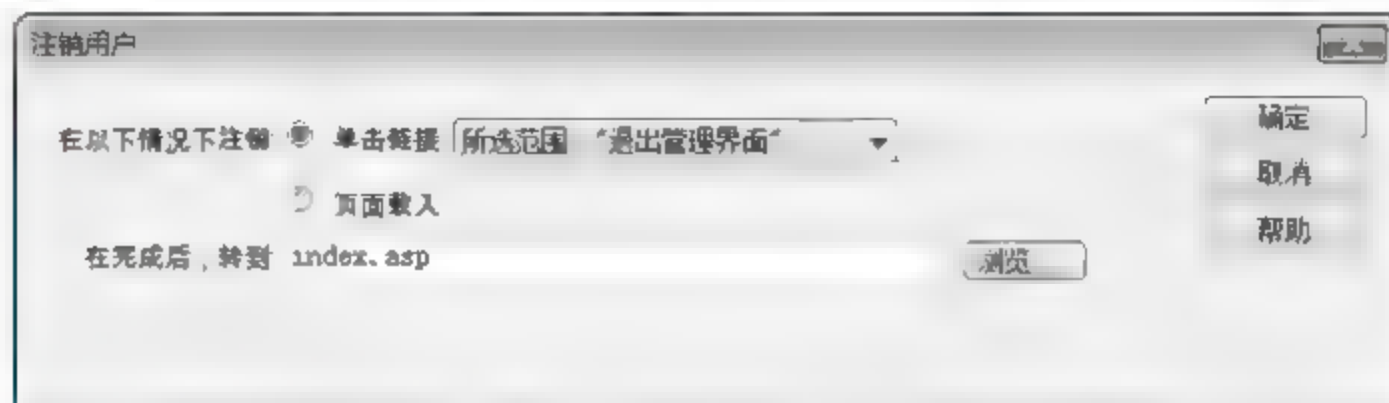 注销用户
在以下情况下注销 单击链接 所选范围 "退出管理界面"
页面载入
在完成后,转到 index.asp 浏览
确定
取消
帮助